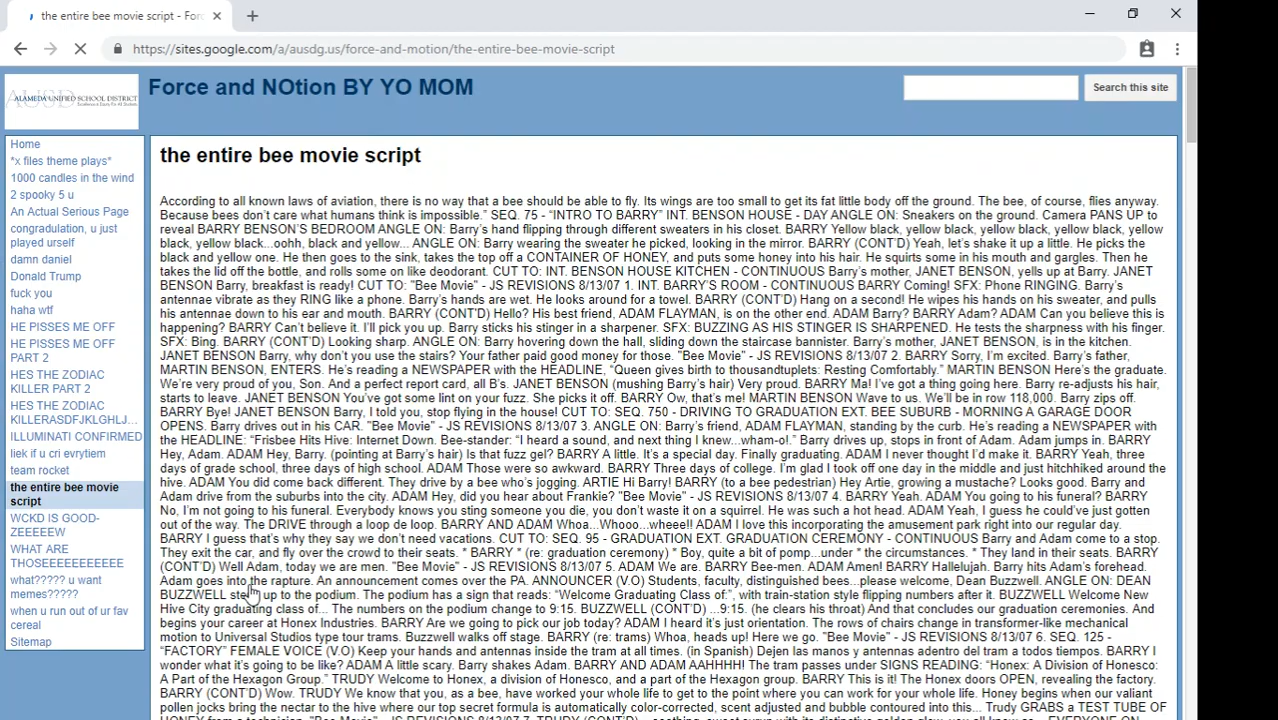 the entire bee movie script - For
https://sites.google.com/a/ausdg.us/force-and-motion/the-entire-bee-movie-script
ALAMEDA UNIFIED SCHOOL DISTRICT
Force and NOtion BY YO MOM
Search this site
Home
*x files theme plays*
1000 candles in the wind
2 spooky 5 u
An Actual Serious Page
congradulation, u just
played urself
damn daniel
Donald Trump
fuck you
haha wtf
HE PISSES ME OFF
HE PISSES ME OFF
PART 2
HES THE ZODIAC
KILLER PART 2
HES THE ZODIAC
KILLERASDFJKLGHLJ...
ILLUMINATI CONFIRMED
liek if u cri evrytiem
team rocket
the entire bee movie
script
WCKD IS GOOD-
ZEEEEEW
WHAT ARE
THOSEEEEEEEEEE
what????? u want
memes?????
when u run out of ur fav
cereal
Sitemap
the entire bee movie script
According to all known laws of aviation, there is no way that a bee should be able to fly. Its wings are too small to get its fat little body off the ground. The bee, of course, flies anyway.
Because bees don't care what humans think is impossible.” SEQ. 75 - “INTRO TO BARRY” INT. BENSON HOUSE - DAY ANGLE ON: Sneakers on the ground. Camera PANS UP to
reveal BARRY BENSON'S BEDROOM ANGLE ON: Barry's hand flipping through different sweaters in his closet. BARRY Yellow black, yellow black, yellow black, yellow black, yellow
black, yellow black...oohh, black and yellow... ANGLE ON: Barry wearing the sweater he picked, looking in the mirror. BARRY (CONT'D) Yeah, let's shake it up a little. He picks the
black and yellow one. He then goes to the sink, takes the top off a CONTAINER OF HONEY, and puts some honey into his hair. He squirts some in his mouth and gargles. Then he
takes the lid off the bottle, and rolls some on like deodorant. CUT TO: INT. BENSON HOUSE KITCHEN - CONTINUOUS Barry's mother, JANET BENSON, yells up at Barry. JANET
BENSON Barry, breakfast is ready! CUT TO: "Bee Movie" - JS REVISIONS 8/13/07 1. INT. BARRY'S ROOM - CONTINUOUS BARRY Coming! SFX: Phone RINGING. Barry's
antennae vibrate as they RING like a phone. Barry's hands are wet. He looks around for a towel. BARRY (CONT'D) Hang on a second! He wipes his hands on his sweater, and pulls
his antennae down to his ear and mouth. BARRY (CONT'D) Hello? His best friend, ADAM FLAYMAN, is on the other end. ADAM Barry? BARRY Adam? ADAM Can you believe this is
happening? BARRY Can't believe it. I'll pick you up. Barry sticks his stinger in a sharpener. SFX: BUZZING AS HIS STINGER IS SHARPENED. He tests the sharpness with his finger.
SFX: Bing. BARRY (CONT'D) Looking sharp. ANGLE ON: Barry hovering down the hall, sliding down the staircase bannister. Barry's mother, JANET BENSON, is in the kitchen.
JANET BENSON Barry, why don't you use the stairs? Your father paid good money for those. "Bee Movie" - JS REVISIONS 8/13/07 2. BARRY Sorry, I'm excited. Barry's father,
MARTIN BENSON, ENTERS. He's reading a NEWSPAPER with the HEADLINE, “Queen gives birth to thousandtuplets: Resting Comfortably.” MARTIN BENSON Here's the graduate.
We're very proud of you, Son. And a perfect report card, all B's. JANET BENSON (mushing Barry's hair) Very proud. BARRY Ma! I've got a thing going here. Barry re-adjusts his hair,
starts to leave. JANET BENSON You've got some lint on your fuzz. She picks it off. BARRY Ow, that's me! MARTIN BENSON Wave to us. We'll be in row 118,000. Barry zips off.
BARRY Bye! JANET BENSON Barry, I told you, stop flying in the house! CUT TO: SEQ. 750 - DRIVING TO GRADUATION EXT. BEE SUBURB - MORNING A GARAGE DOOR
OPENS. Barry drives out in his CAR. "Bee Movie" - JS REVISIONS 8/13/07 3. ANGLE ON: Barry's friend, ADAM FLAYMAN, standing by the curb. He's reading a NEWSPAPER with
the HEADLINE: “Frisbee Hits Hive: Internet Down. Bee-stander: “I heard a sound, and next thing I knew...wham-o!.” Barry drives up, stops in front of Adam. Adam jumps in. BARRY
Hey, Adam. ADAM Hey, Barry. (pointing at Barry's hair) Is that fuzz gel? BARRY A little. It's a special day. Finally graduating. ADAM I never thought I'd make it. BARRY Yeah, three
days of grade school, three days of high school. ADAM Those were so awkward. BARRY Three days of college. I'm glad I took off one day in the middle and just hitchhiked around the
hive. ADAM You did come back different. They drive by a bee who's jogging. ARTIE Hi Barry! BARRY (to a bee pedestrian) Hey Artie, growing a mustache? Looks good. Barry and
Adam drive from the suburbs into the city. ADAM Hey, did you hear about Frankie? "Bee Movie" - JS REVISIONS 8/13/07 4. BARRY Yeah. ADAM You going to his funeral? BARRY
No, I'm not going to his funeral. Everybody knows you sting someone you die, you don't waste it on a squirrel. He was such a hot head. ADAM Yeah, I guess he could've just gotten
out of the way. The DRIVE through a loop de loop. BARRY AND ADAM Whoa...Whooo...wheee!! ADAM I love this incorporating the amusement park right into our regular day.
BARRY I guess that's why they say we don't need vacations. CUT TO: SEQ. 95 - GRADUATION EXT. GRADUATION CEREMONY - CONTINUOUS Barry and Adam come to a stop.
They exit the car, and fly over the crowd to their seats. * BARRY * (re: graduation ceremony) * Boy, quite a bit of pomp...under * the circumstances. * They land in their seats. BARRY
(CONT'D) Well Adam, today we are men. "Bee Movie" - JS REVISIONS 8/13/07 5. ADAM We are. BARRY Bee-men. ADAM Amen! BARRY Hallelujah. Barry hits Adam's forehead.
Adam goes into the rapture. An announcement comes over the PA. ANNOUNCER (V.O) Students, faculty, distinguished bees...please welcome, Dean Buzzwell. ANGLE ON: DEAN
BUZZWELL up to the podium. The podium has a sign that reads: “Welcome Graduating Class of:”, with train-station style flipping numbers after it. BUZZWELL Welcome New
Hive City graduating class of... The numbers on the podium change to 9:15. BUZZWELL (CONT'D) ...9:15. (he clears his throat) And that concludes our graduation ceremonies. And
begins your career at Honex Industries. BARRY Are we going to pick our job today? ADAM I heard it's just orientation. The rows of chairs change in transformer-like mechanical
motion to Universal Studios type tour trams. Buzzwell walks off stage. BARRY (re: trams) Whoa, heads up! Here we go. "Bee Movie" - JS REVISIONS 8/13/07 6. SEQ. 125 -
“FACTORY” FEMALE VOICE (V.O) Keep your hands and antennas inside the tram at all times. (in Spanish) Dejen las manos y antennas adentro del tram a todos tiempos. BARRY I
wonder what it's going to be like? ADAM A little scary. Barry shakes Adam. BARRY AND ADAM AAHHHH! The tram passes under SIGNS READING: “Honex: A Division of Honesco:
A Part of the Hexagon Group.” TRUDY Welcome to Honex, a division of Honesco, and a part of the Hexagon group. BARRY This is it! The Honex doors OPEN, revealing the factory.
BARRY (CONT'D) Wow. TRUDY We know that you, as a bee, have worked your whole life to get to the point where you can work for your whole life. Honey begins when our valiant
pollen jocks bring the nectar to the hive where our top secret formula is automatically color-corrected, scent adjusted and bubble contoured into this... Trudy GRABS a TEST TUBE OF